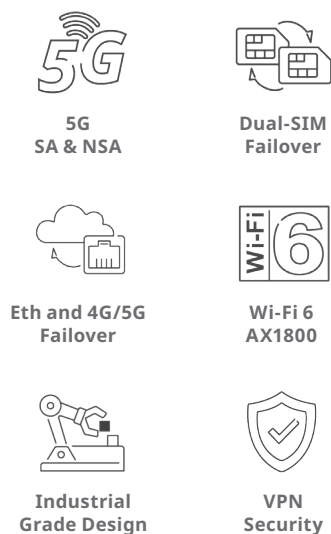 5G
5G
SA & NSA
Dual-SIM
Failover
Eth and 4G/5G
Failover
Wi-Fi 6
Wi-Fi 6
AX1800
Industrial
Grade Design
VPN
Security